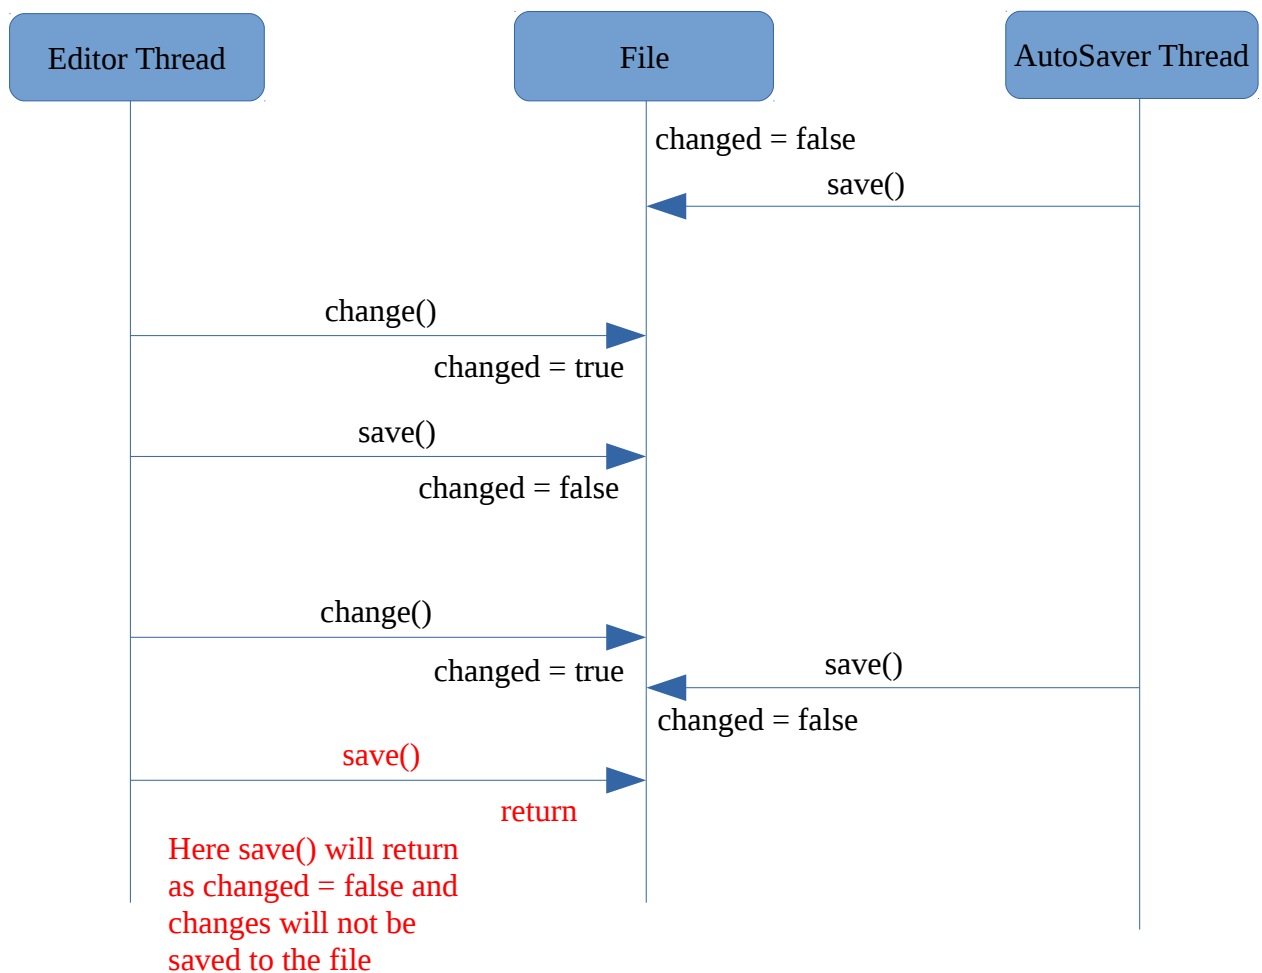 Editor Thread
File
AutoSaver Thread
changed = false
save()
change()
changed = true
save()
changed = false
change()
save()
changed = true
changed = false
save()
return
Here save() will return
as changed = false and
changes will not be
saved to the file